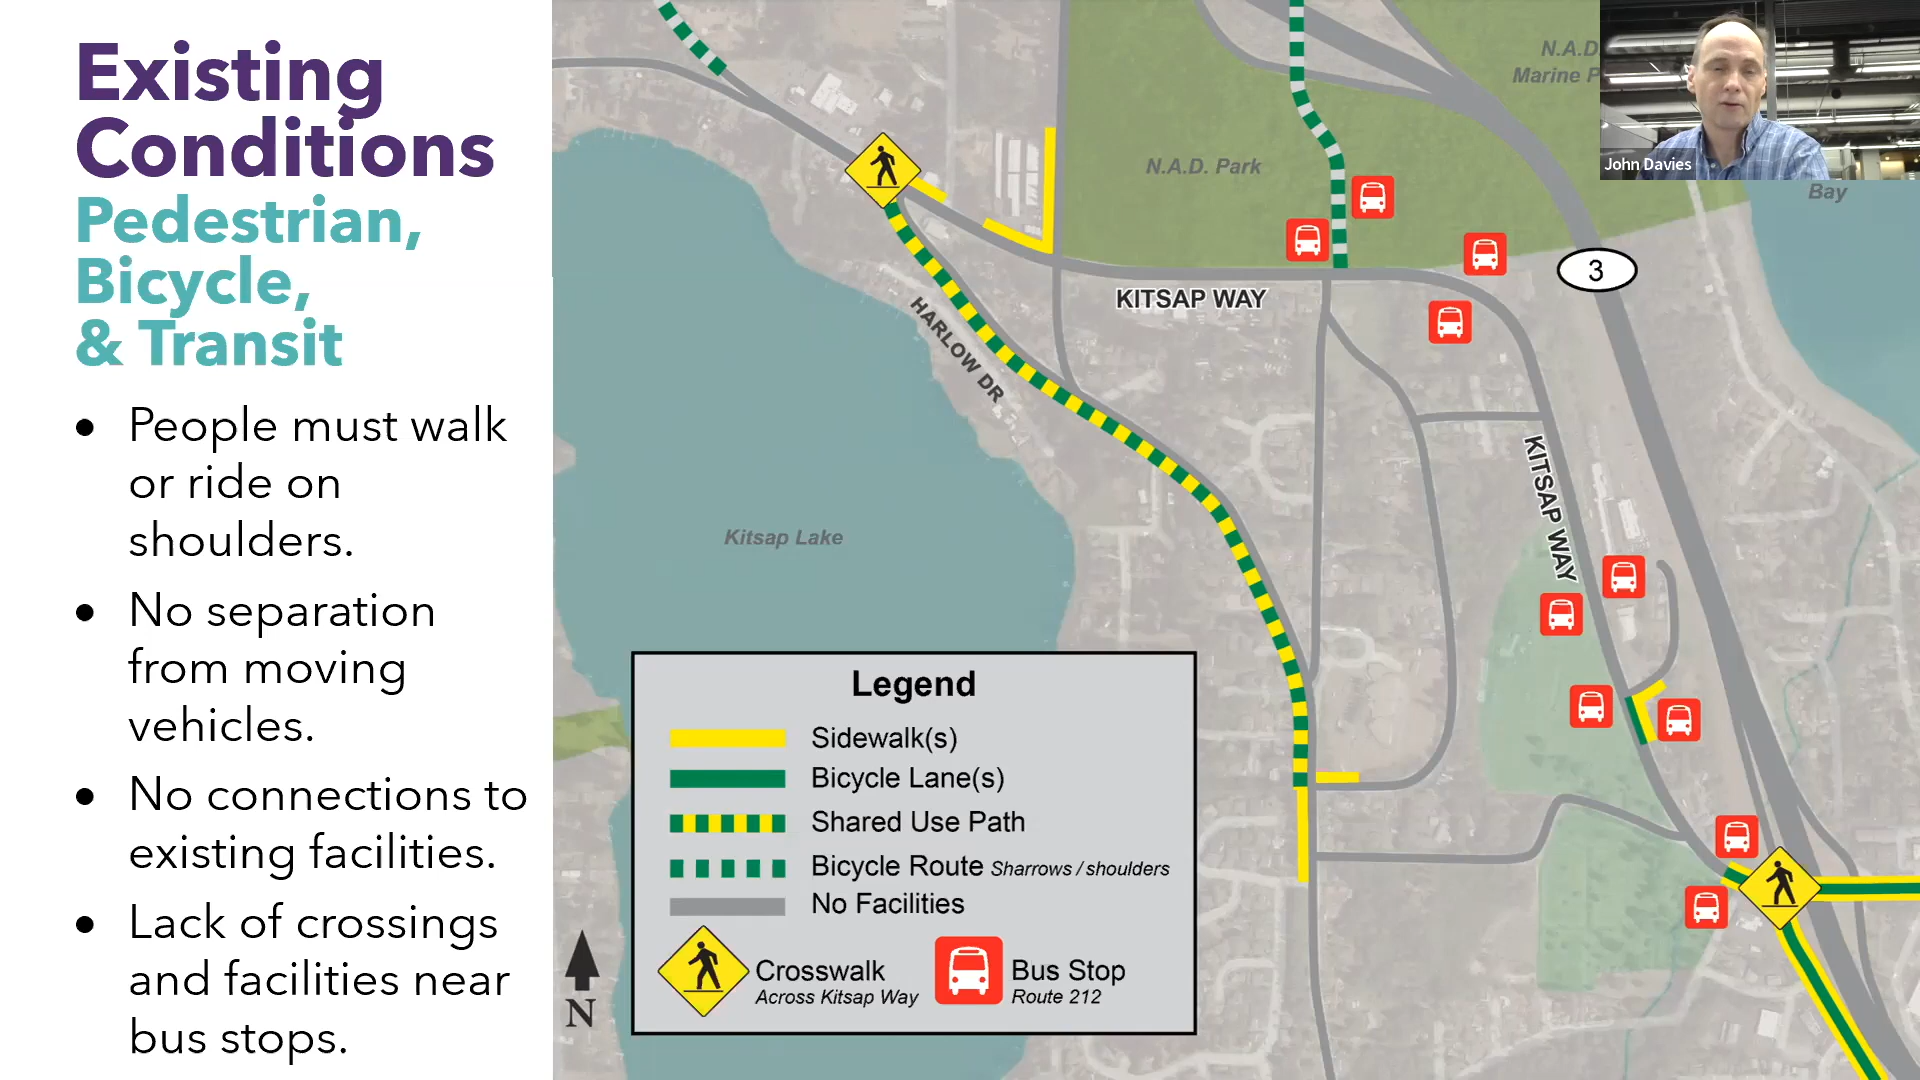 Existing
Conditions
Pedestrian,
Bicycle,
& Transit
• People must walk
or ride on
shoulders.
• No separation
from moving
vehicles.
• No connections to
existing facilities.
• Lack of crossings
and facilities near
bus stops.
N.A.D.
Marine P
John Davies
Bay
N.A.D. Park
3
KITSAP WAY
HARLOW DR
KITSAP WAY
Kitsap Lake
Legend
Sidewalk(s)
Bicycle Lane(s)
Shared Use Path
Bicycle Route Sharrows / shoulders
No Facilities
Crosswalk
Across Kitsap Way
Bus Stop
Route 212
N